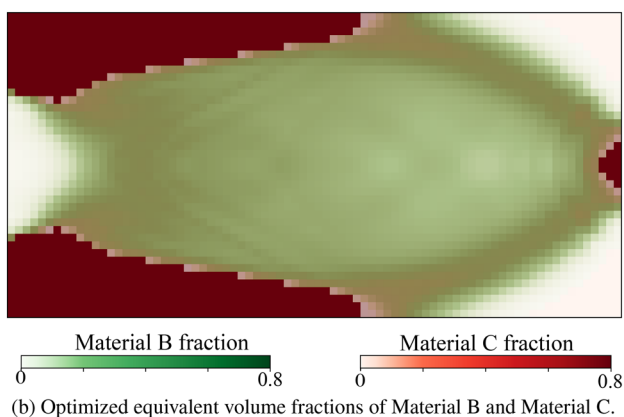 Material B fraction
Material C fraction
0
0.8
0
0.8
(b) Optimized equivalent volume fractions of Material B and Material C.